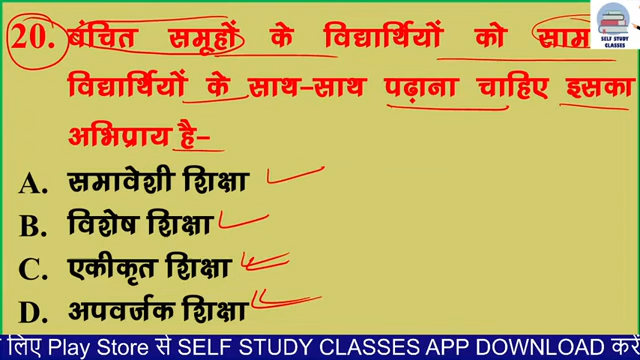 20. बंचित समूहों के विद्यार्थियों को साम
विद्यार्थियों के साथ-साथ पढ़ाना चाहिए इसका
अभिप्राय है-
A. समावेशी शिक्षा
B. विशेष शिक्षा
C. एकीकृत शिक्षा
D. अपवर्जक शिक्षा
लिए Play Store से SELF STUDY CLASSES APP DOWNLOAD करें
SELF STUDY
CLASSES